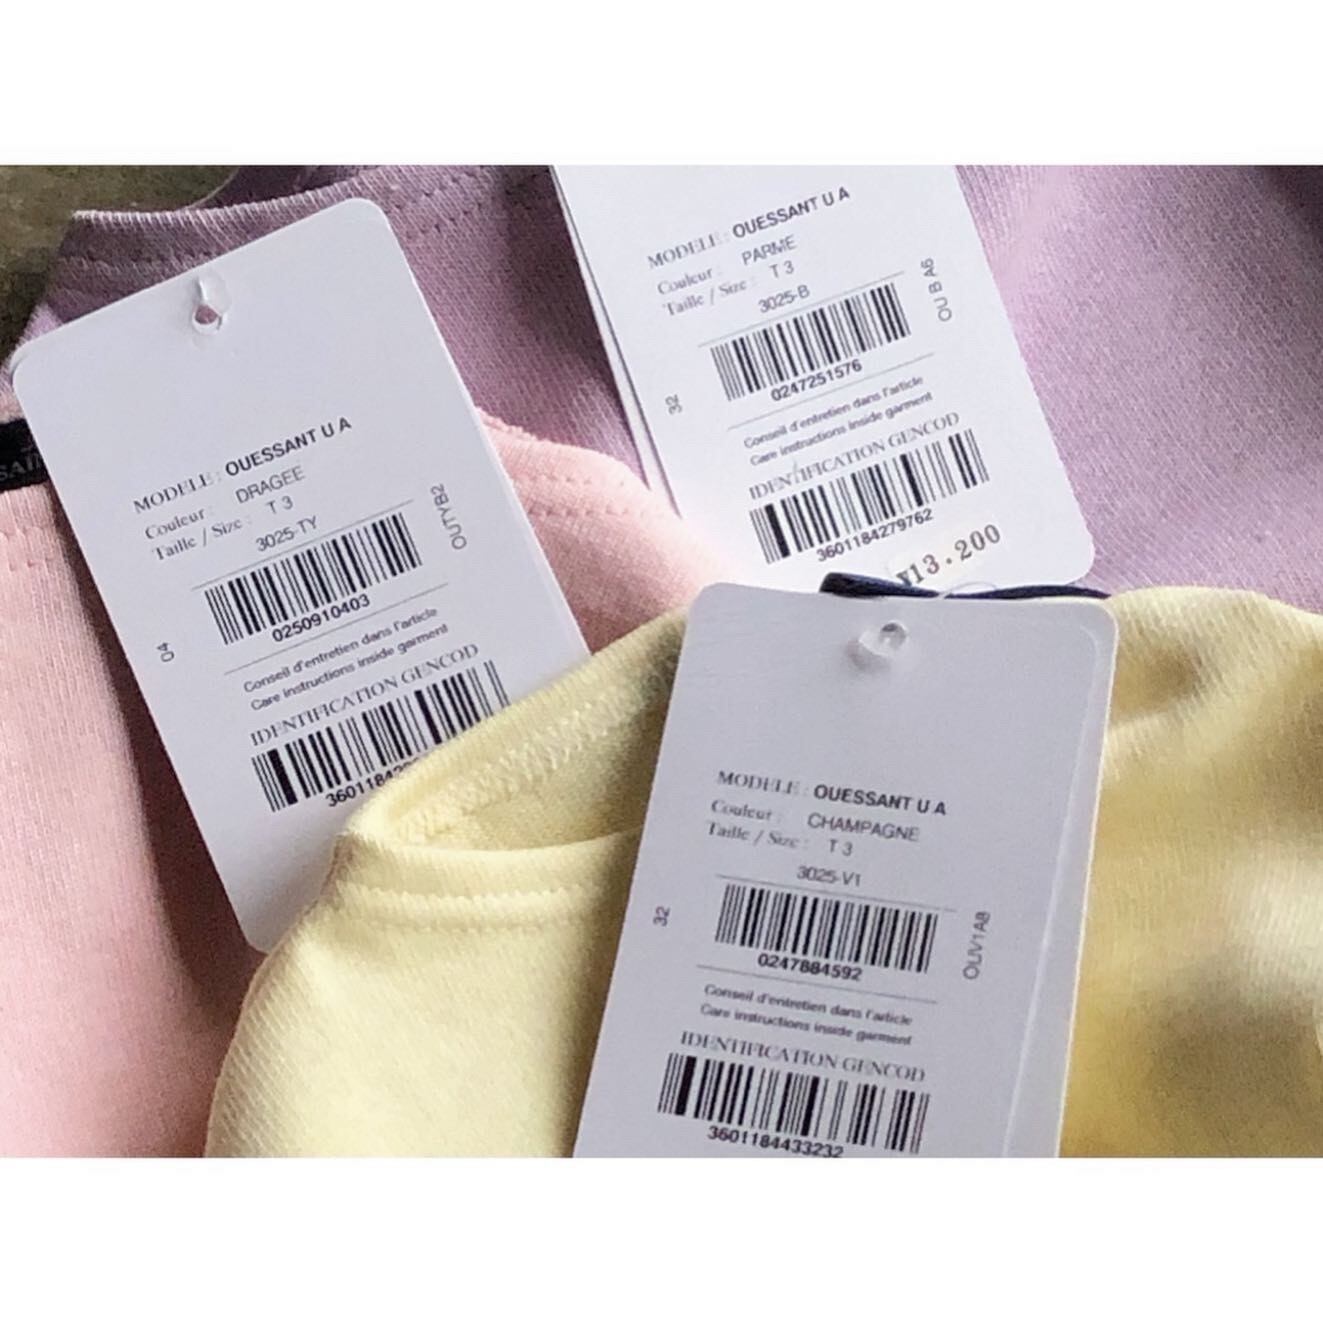 MODELE : OUESSANT U A
Couleur : PARME
Taille / Size : T 3
3025-B
OU B A6
32
0247251576
Conseil d'entretien dans l'article
Care instructions inside garment
IDENTIFICATION GENCOD
3601184279762
¥13.200
MODELE : OUESSANT U A
Couleur : DRAGEE
Taille / Size : T 3
3025-TY
OUTYB2
04
0250910403
Conseil d'entretien dans l'article
Care instructions inside garment
IDENTIFICATION GENCOD
MODELE : OUESSANT U A
Couleur : CHAMPAGNE
Taille / Size : T 3
3025-V1
OUV1A8
32
0247884592
Conseil d'entretien dans l'article
Care instructions inside garment
IDENTIFICATION GENCOD
3601184433232